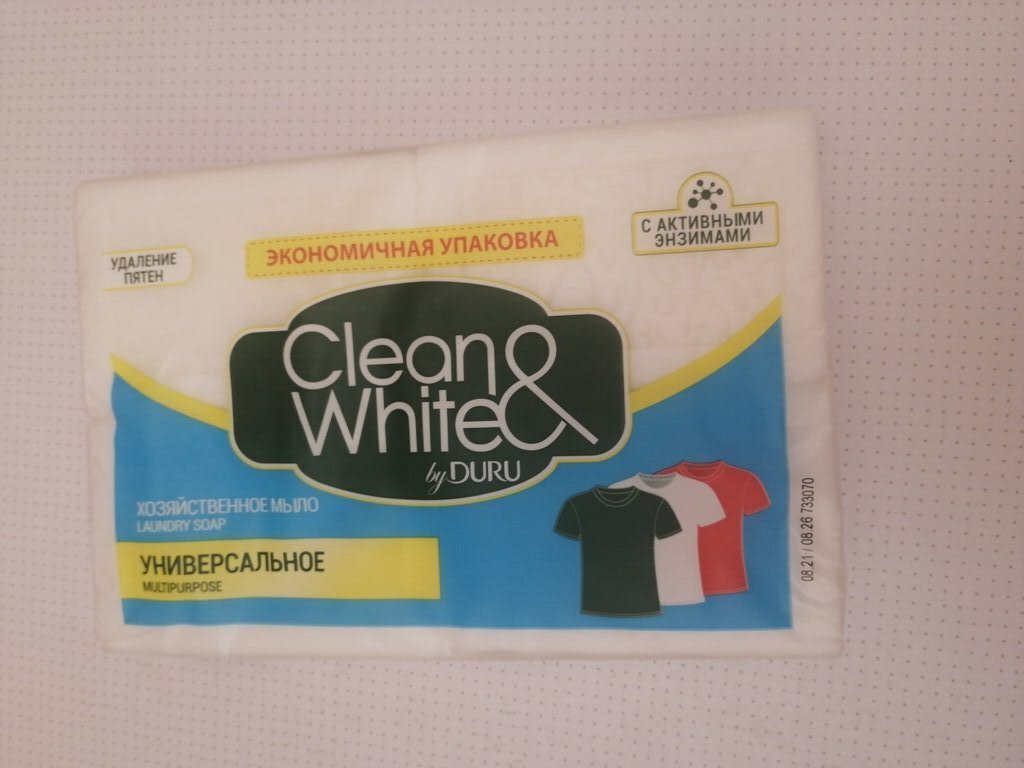 УДАЛЕНИЕ
ПЯТЕН
ЭКОНОМИЧНАЯ УПАКОВКА
С АКТИВНЫМИ
ЭНЗИМАМИ
Clean &
White
by DURU
ХОЗЯЙСТВЕННОЕ МЫЛО
LAUNDRY SOAP
УНИВЕРСАЛЬНОЕ
MULTIPURPOSE
08.21 / 08.26 733070